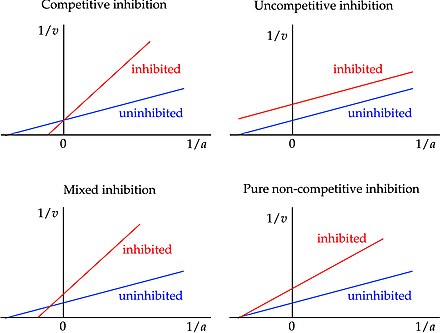 Competitive inhibition
1/v
inhibited
uninhibited
0
1/a
Uncompetitive inhibition
1/v
inhibited
uninhibited
0
1/a
Mixed inhibition
1/v
inhibited
uninhibited
0
1/a
Pure non-competitive inhibition
1/v
inhibited
uninhibited
0
1/a